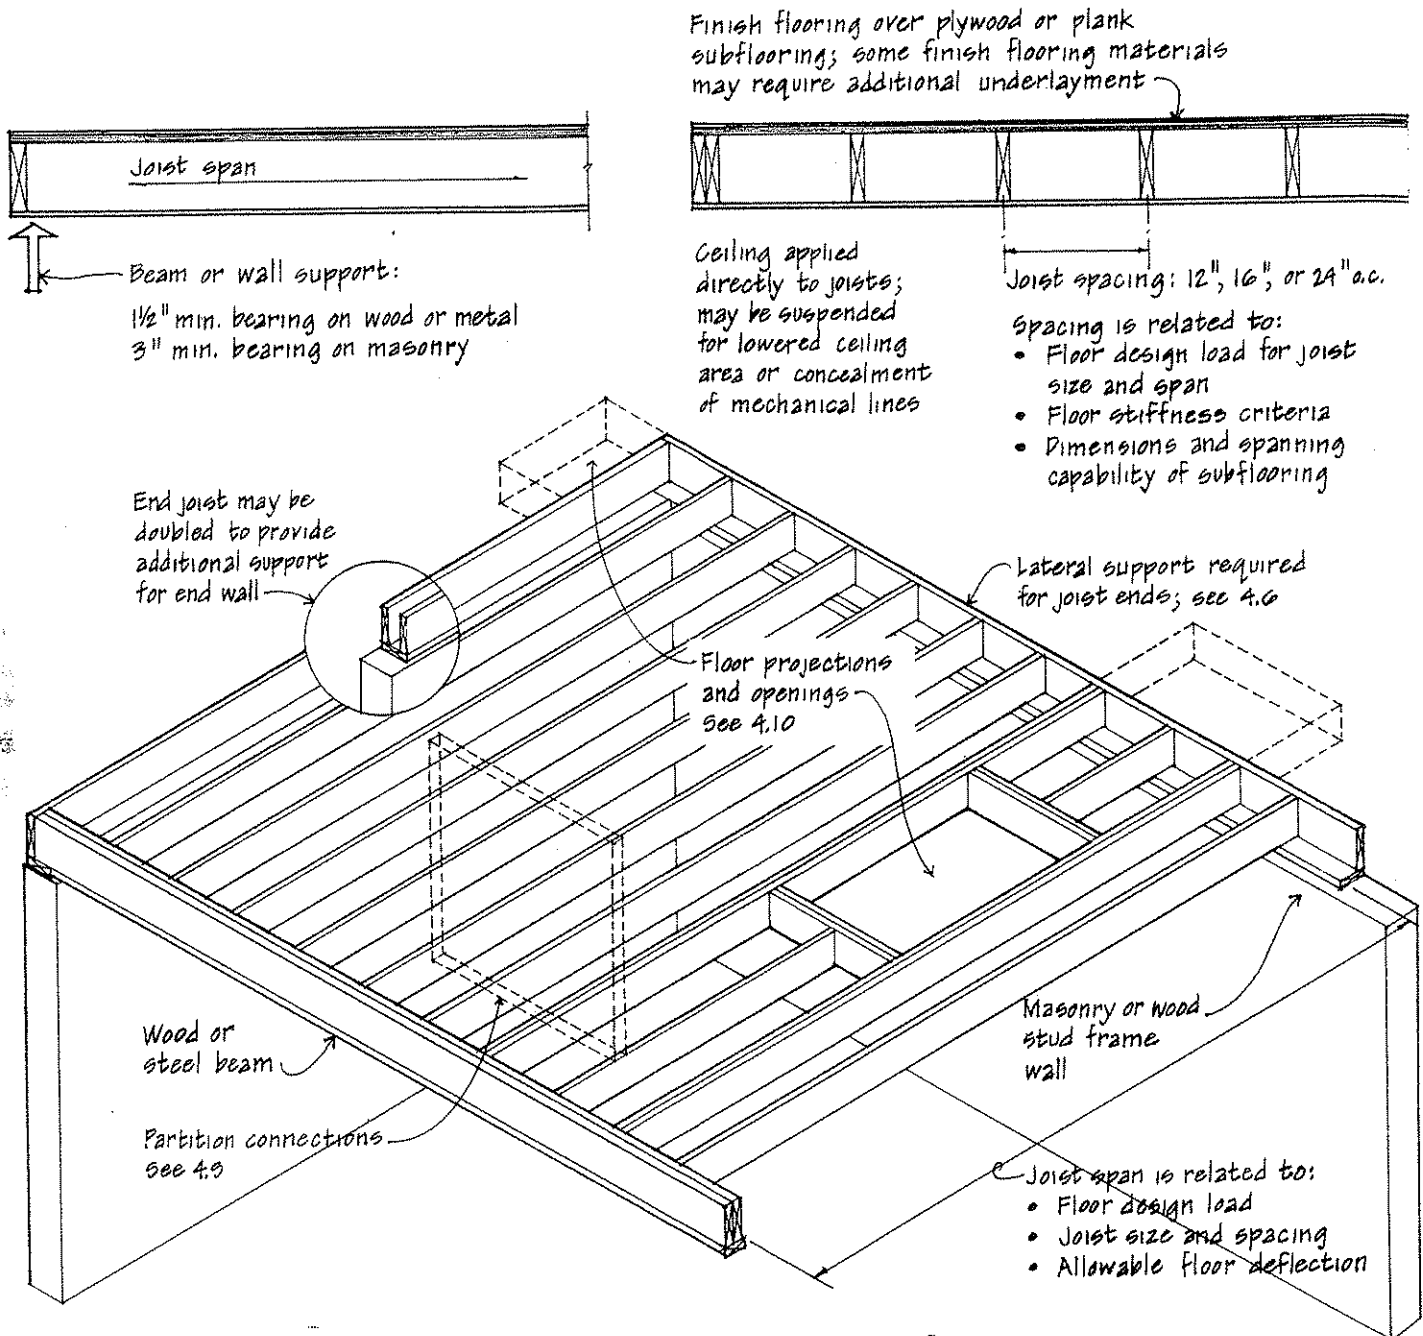 Finish flooring over plywood or plank
subflooring; some finish flooring materials
may require additional underlayment
Joist span
Beam or wall support:
1½" min. bearing on wood or metal
3" min. bearing on masonry
Ceiling applied
directly to joists;
may be suspended
for lowered ceiling
area or concealment
of mechanical lines
Joist spacing: 12", 16", or 24" o.c.
Spacing is related to:
• Floor design load for joist
size and span
• Floor stiffness criteria
• Dimensions and spanning
capability of subflooring
End joist may be
doubled to provide
additional support
for end wall
Lateral support required
for joist ends; see 4.6
Floor projections
and openings
See 4.10
Wood or
steel beam
Masonry or wood
stud frame
wall
Partition connections
See 4.9
Joist span is related to:
• Floor design load
• Joist size and spacing
• Allowable floor deflection